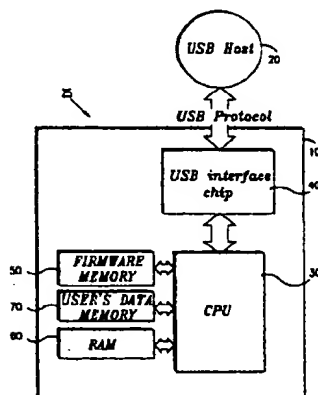 USB Host
20
25
USB Protocol
10
USB interface
chip
40
50
FIRMWARE
MEMORY
30
70
USER'S DATA
MEMORY
CPU
60
RAM